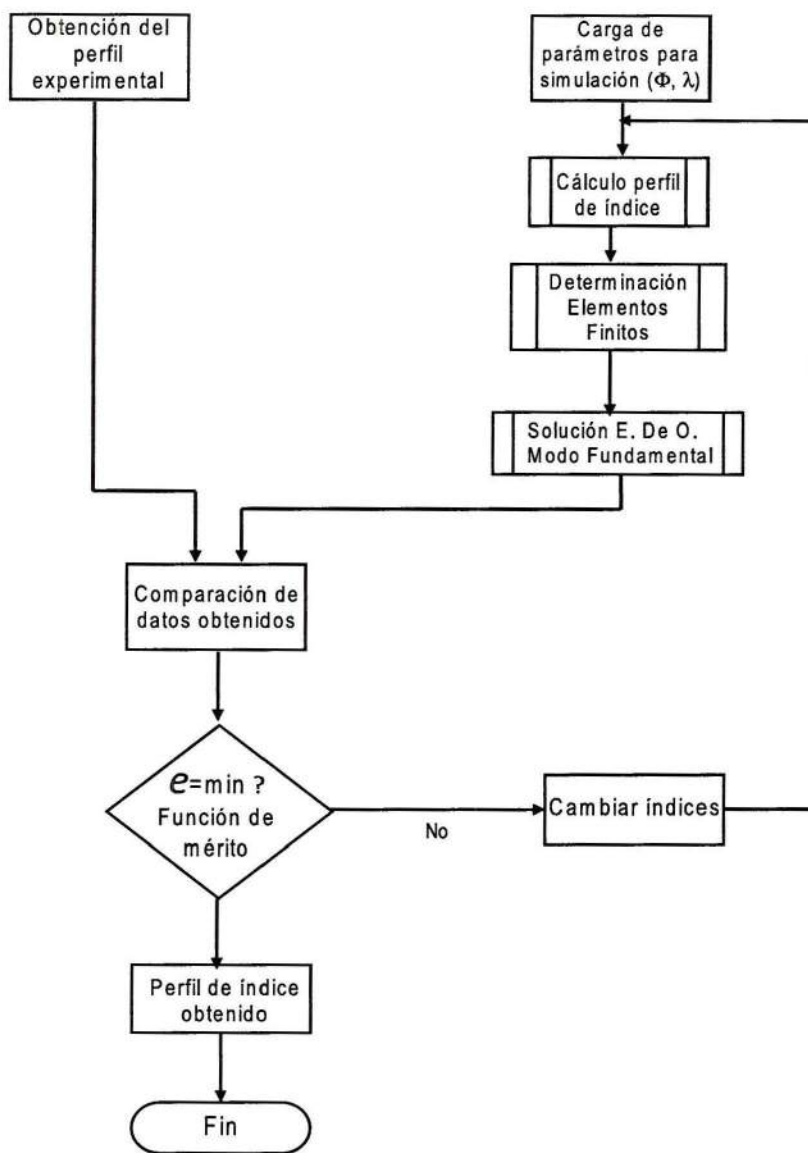 Obtención del
perfil
experimental
Carga de
parámetros para
simulación (Φ, λ)
Cálculo perfil
de índice
Determinación
Elementos
Finitos
Solución E. De O.
Modo Fundamental
Comparación de
datos obtenidos
e=min ?
Función de
mérito
No
Cambiar índices
Perfil de índice
obtenido
Fin